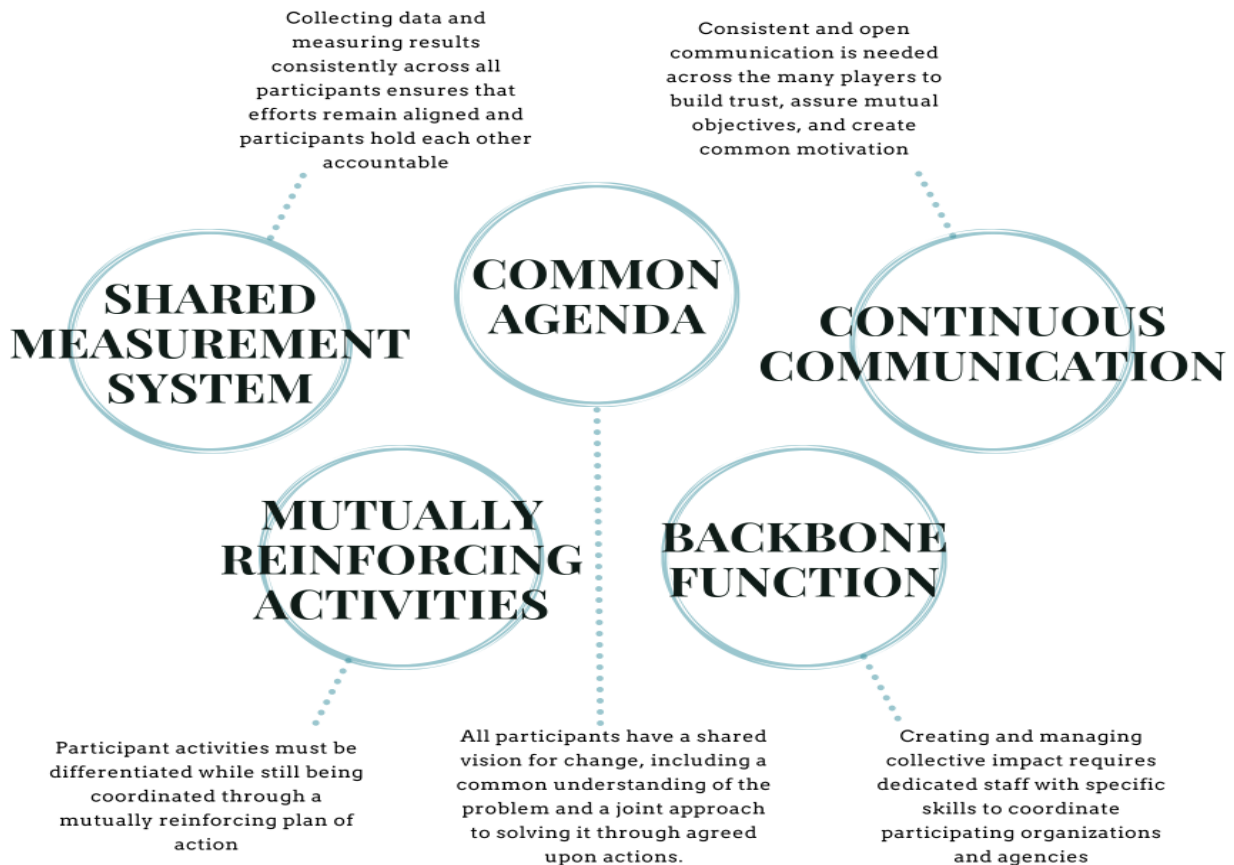 Collecting data and
measuring results
consistently across all
participants ensures that
efforts remain aligned and
participants hold each other
accountable
Consistent and open
communication is needed
across the many players to
build trust, assure mutual
objectives, and create
common motivation
SHARED
MEASUREMENT
SYSTEM
COMMON
AGENDA
CONTINUOUS
COMMUNICATION
MUTUALLY
REINFORCING
ACTIVITIES
BACKBONE
FUNCTION
Participant activities must be
differentiated while still being
coordinated through a
mutually reinforcing plan of
action
All participants have a shared
vision for change, including a
common understanding of the
problem and a joint approach
to solving it through agreed
upon actions.
Creating and managing
collective impact requires
dedicated staff with specific
skills to coordinate
participating organizations
and agencies